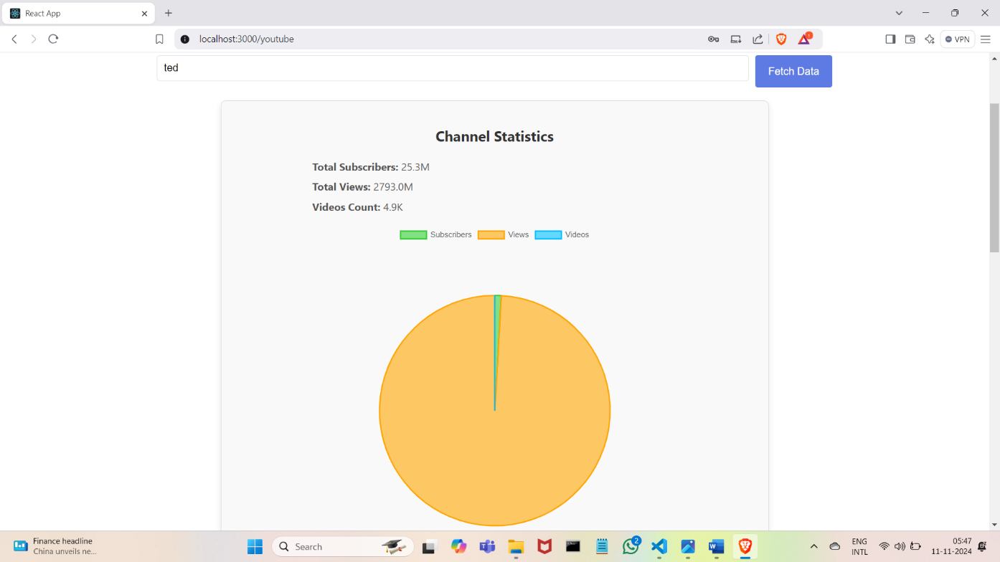 React App
localhost:3000/youtube
1
VPN
ted
Fetch Data
Channel Statistics
Total Subscribers: 25.3M
Total Views: 2793.0M
Videos Count: 4.9K
Subscribers Views Videos
Finance headline
China unveils ne...
Search
2
ENG
INTL
05:47
11-11-2024